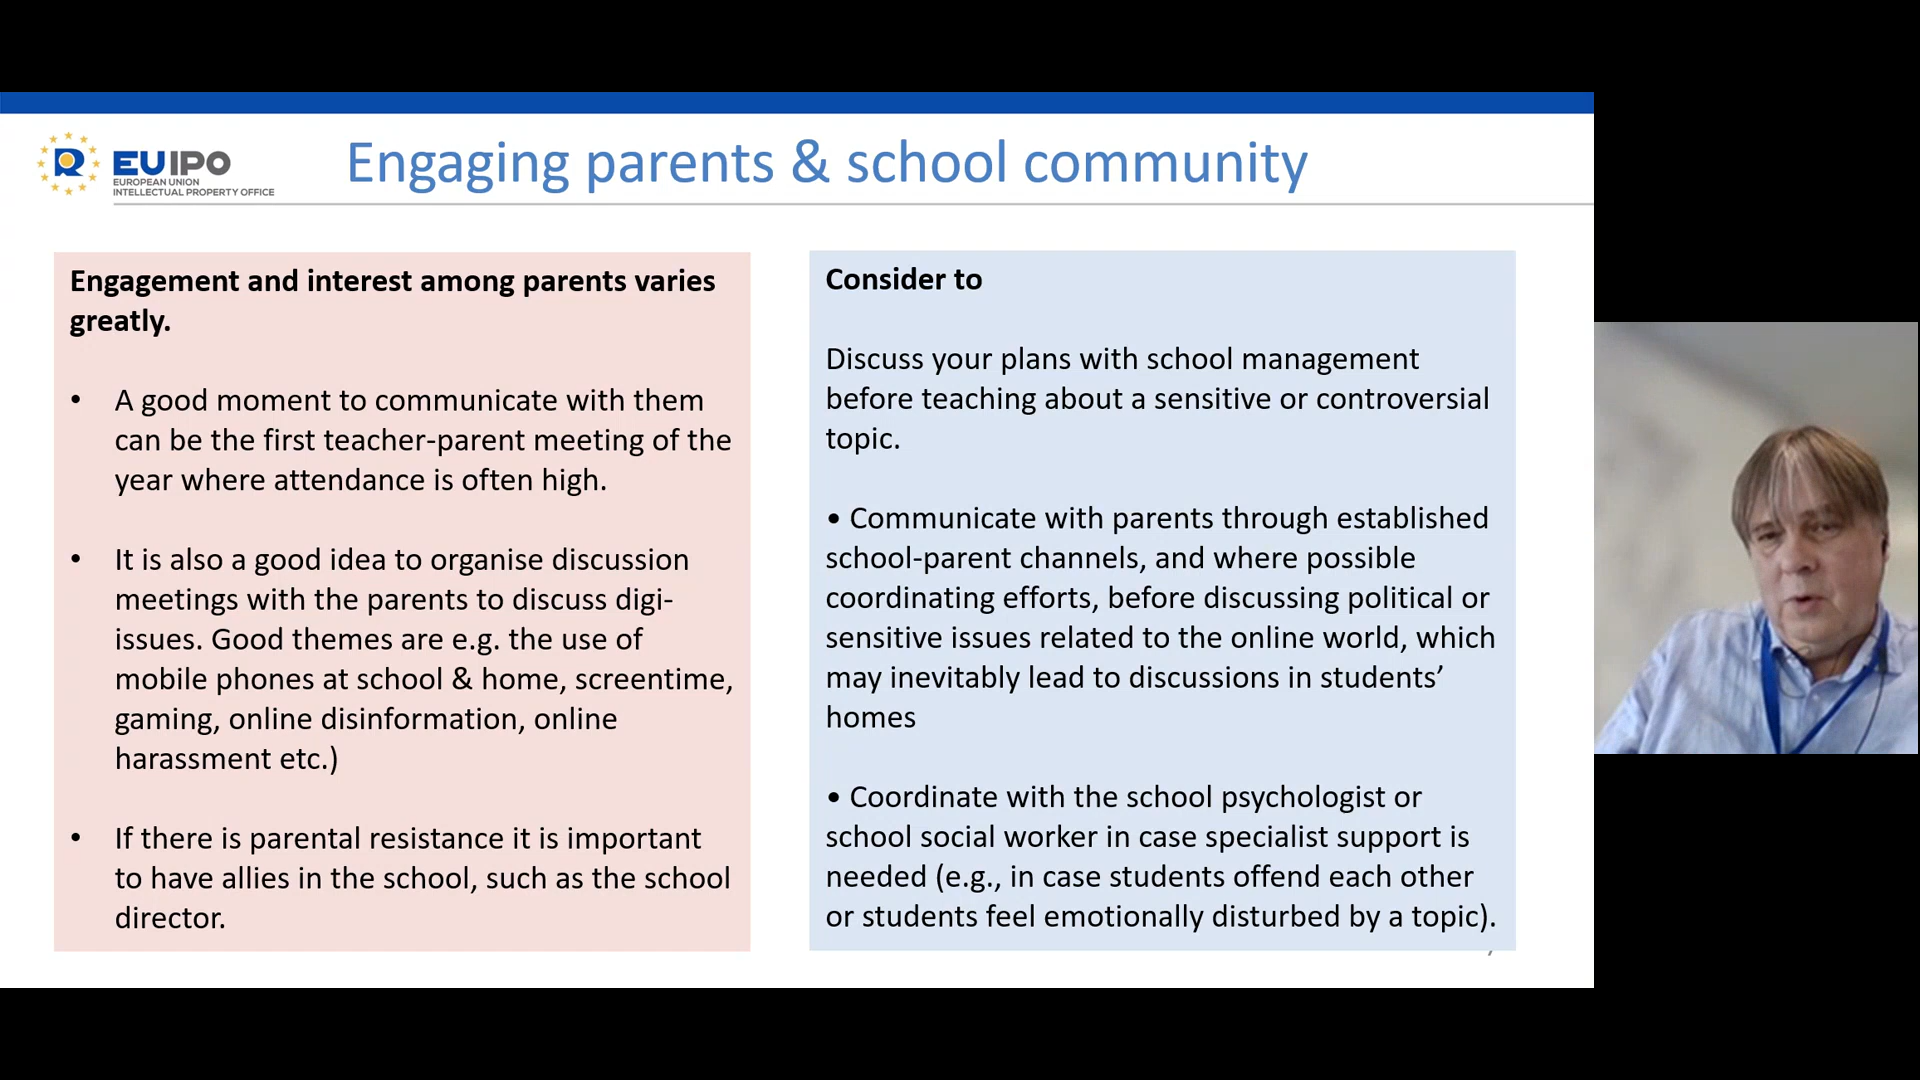 EUIPO
EUROPEAN UNION
INTELLECTUAL PROPERTY OFFICE
Engaging parents & school community
Engagement and interest among parents varies
greatly.
• A good moment to communicate with them
can be the first teacher-parent meeting of the
year where attendance is often high.
• It is also a good idea to organise discussion
meetings with the parents to discuss digi-
issues. Good themes are e.g. the use of
mobile phones at school & home, screentime,
gaming, online disinformation, online
harassment etc.)
• If there is parental resistance it is important
to have allies in the school, such as the school
director.
Consider to
Discuss your plans with school management
before teaching about a sensitive or controversial
topic.
• Communicate with parents through established
school-parent channels, and where possible
coordinating efforts, before discussing political or
sensitive issues related to the online world, which
may inevitably lead to discussions in students’
homes
• Coordinate with the school psychologist or
school social worker in case specialist support is
needed (e.g., in case students offend each other
or students feel emotionally disturbed by a topic).